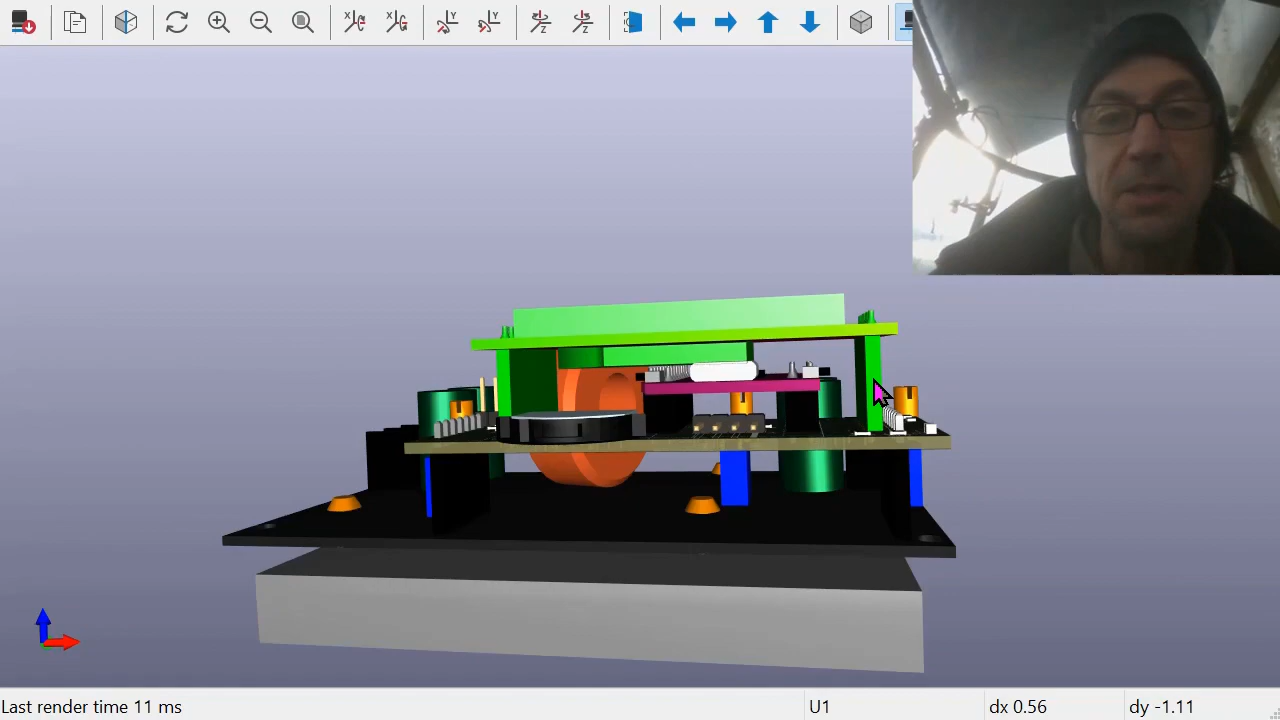 X
X
Y
Y
Z
Z
Last render time 11 ms
U1
dx 0.56
dy -1.11